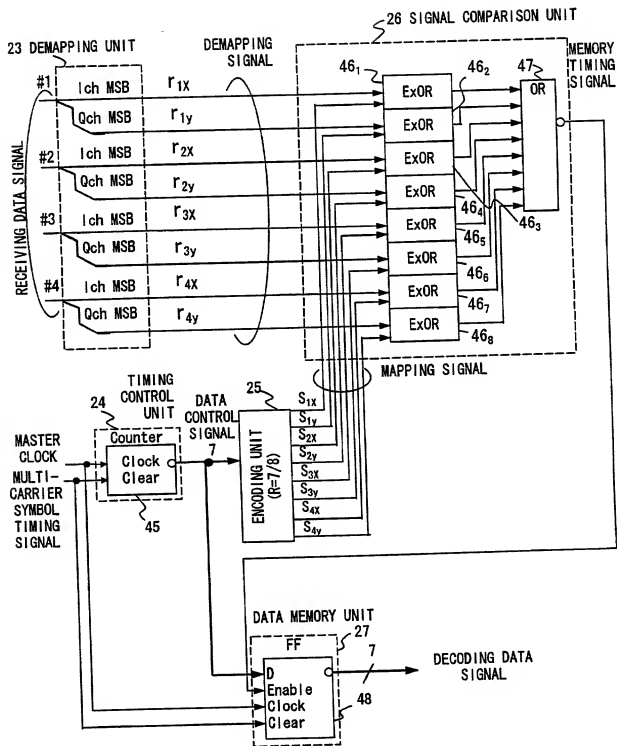 26 SIGNAL COMPARISON UNIT
23 DEMAPPING UNIT
DEMAPPING SIGNAL
MEMORY TIMING SIGNAL
RECEIVING DATA SIGNAL
#1
Ich MSB
r1X
Qch MSB
r1y
#2
Ich MSB
r2X
Qch MSB
r2y
#3
Ich MSB
r3X
Qch MSB
r3y
#4
Ich MSB
r4X
Qch MSB
r4y
461
462
47
ExOR
ExOR
ExOR
ExOR
ExOR
ExOR
ExOR
ExOR
OR
464
463
465
466
467
468
MAPPING SIGNAL
TIMING CONTROL UNIT
24
DATA CONTROL SIGNAL
7
25
MASTER CLOCK
MULTI-CARRIER SYMBOL TIMING SIGNAL
Counter
Clock
Clear
45
ENCODING UNIT
(R=7/8)
S1X
S1y
S2X
S2y
S3X
S3y
S4X
S4y
DATA MEMORY UNIT
27
FF
7
D
Enable
Clock
Clear
48
DECODING DATA SIGNAL